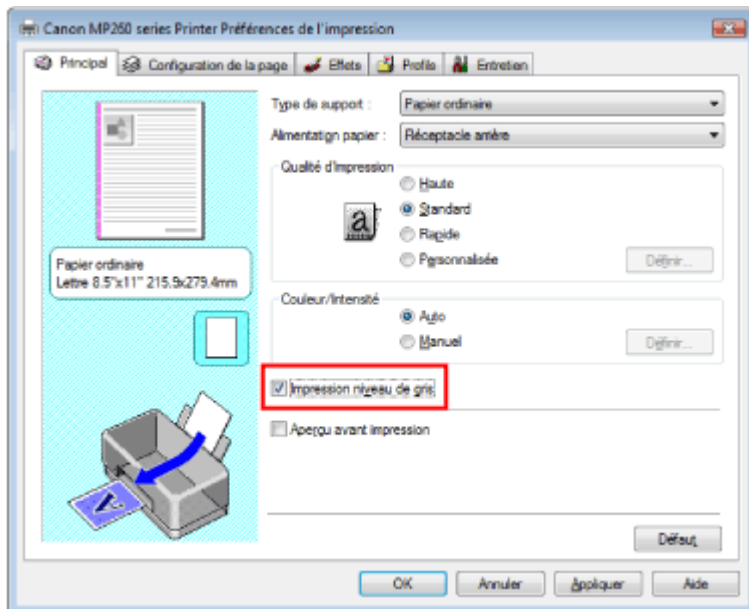 Canon MP260 series Printer Préférences de l'impression
Principal Configuration de la page Effets Profils Entretien
Type de support : Papier ordinaire
Alimentation papier : Réceptacle arrière
Qualité d'impression
Haute
Standard
Rapide
Personnalisée Définir...
Papier ordinaire
Lettre 8.5"x11" 215.9x279.4mm
Couleur/Intensité
Auto
Manuel Définir...
Impression niveau de gris
Aperçu avant impression
Défaut
OK Annuler Appliquer Aide